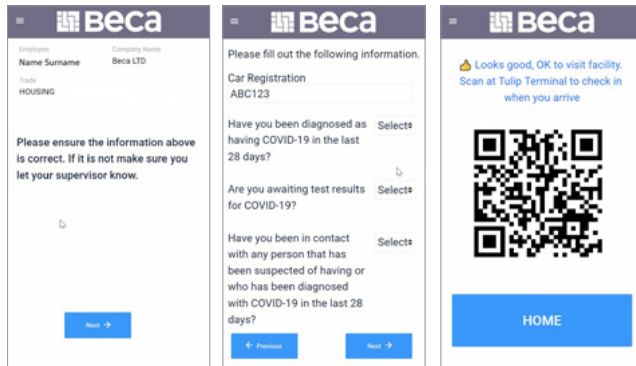 Beca
Employee Company Name
Name Surname Beca LTD
Trade
HOUSING
Please ensure the information above
is correct. If it is not make sure you
let your supervisor know.
Next →
Beca
Please fill out the following information.
Car Registration
ABC123
Have you been diagnosed as Select
having COVID-19 in the last
28 days?
Are you awaiting test results Select
for COVID-19?
Have you been in contact Select
with any person that has
been suspected of having or
who has been diagnosed
with COVID-19 in the last 28
days?
← Previous Next →
Beca
👍 Looks good, OK to visit facility.
Scan at Tulip Terminal to check in
when you arrive
HOME